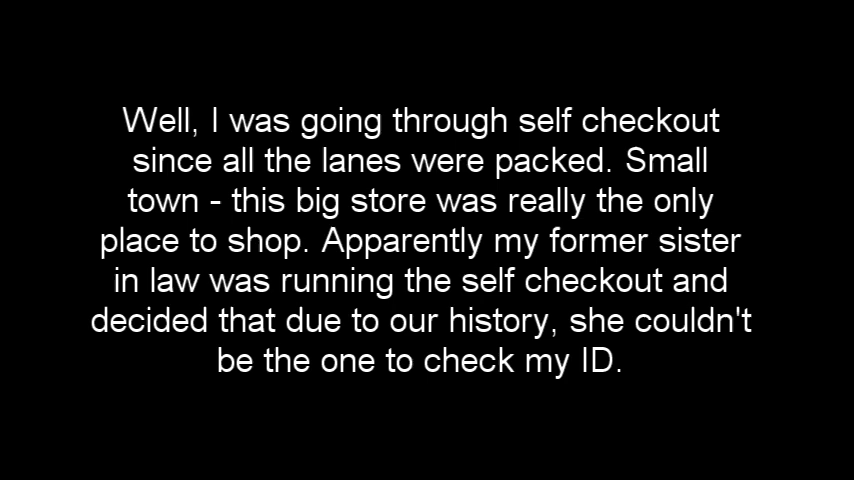 Well, I was going through self checkout
since all the lanes were packed. Small
town - this big store was really the only
place to shop. Apparently my former sister
in law was running the self checkout and
decided that due to our history, she couldn't
be the one to check my ID.